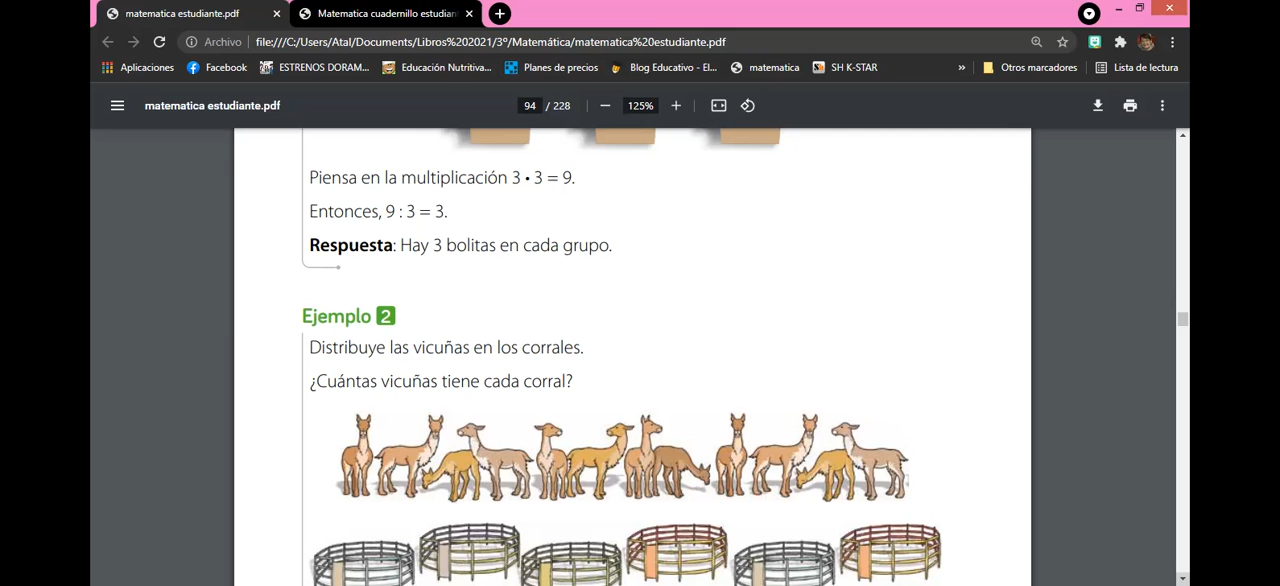 matematica estudiante.pdf
Matematica cuadernillo estudian
Archivo
file:///C:/Users/Atal/Documents/Libros%202021/3º/Matemática/matematica%20estudiante.pdf
Aplicaciones
Facebook
ESTRENOS DORAM...
Educación Nutritiva...
Planes de precios
Blog Educativo - El...
matematica
SH K-STAR
»
Otros marcadores
Lista de lectura
matematica estudiante.pdf
94 / 228
125%
Piensa en la multiplicación 3 • 3 = 9.
Entonces, 9 : 3 = 3.
Respuesta: Hay 3 bolitas en cada grupo.
Ejemplo 2
Distribuye las vicuñas en los corrales.
¿Cuántas vicuñas tiene cada corral?